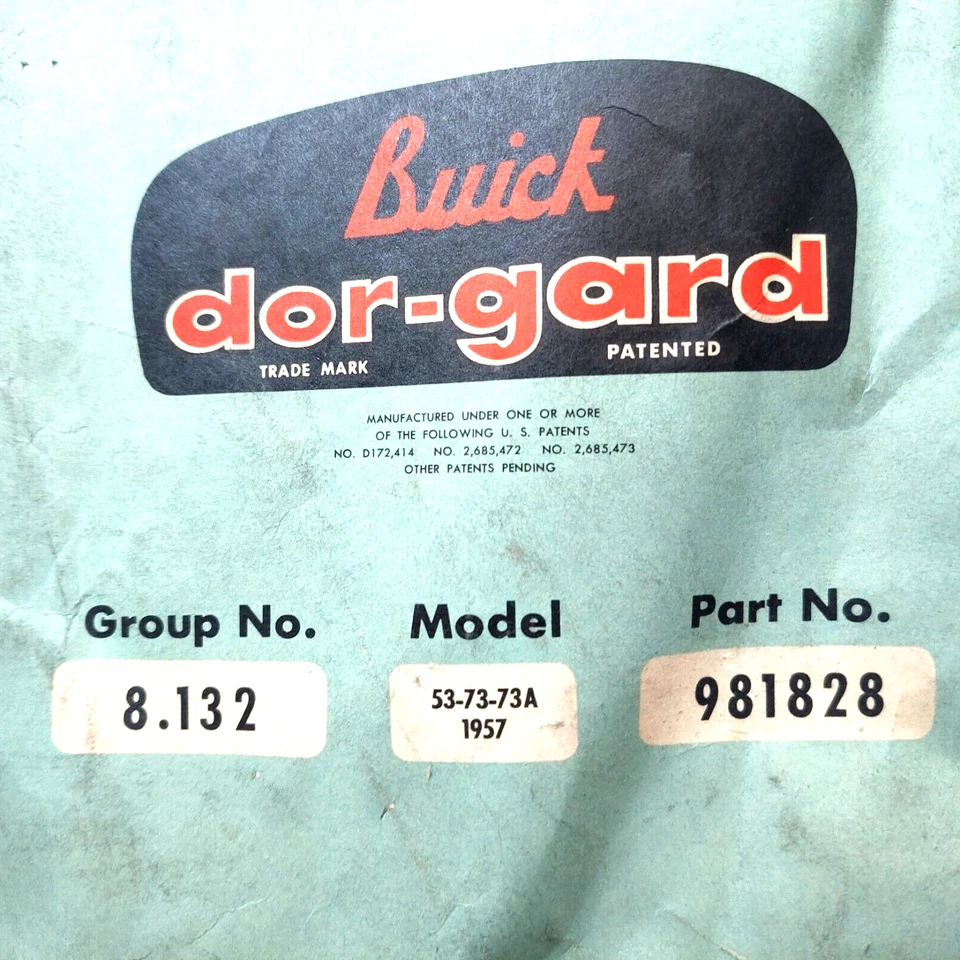 Buick
dor-gard
TRADE MARK PATENTED
MANUFACTURED UNDER ONE OR MORE
OF THE FOLLOWING U. S. PATENTS
NO. D172,414 NO. 2,685,472 NO. 2,685,473
OTHER PATENTS PENDING
Group No. Model Part No.
8.132 53-73-73A 981828
1957